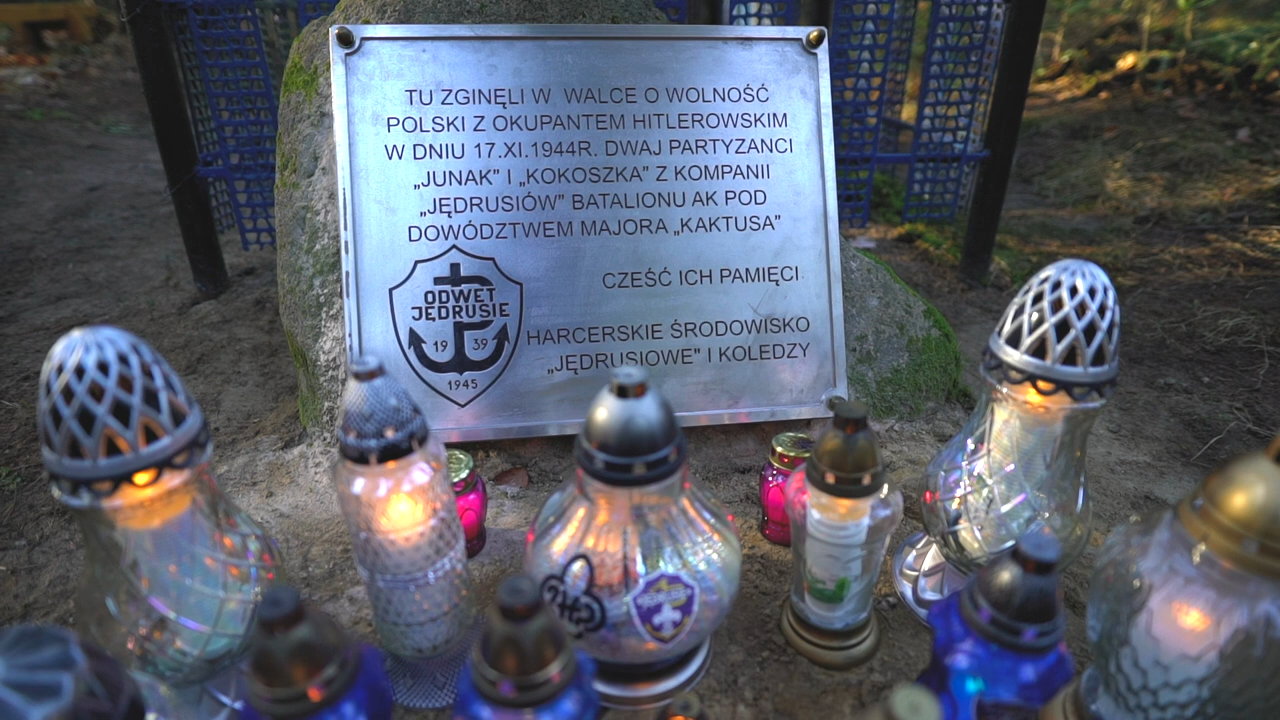 TU ZGINĘLI W WALCE O WOLNOŚĆ
POLSKI Z OKUPANTEM HITLEROWSKIM
W DNIU 17.XI.1944R. DWAJ PARTYZANCI
„JUNAK” I „KOKOSZKA” Z KOMPANII
„JĘDRUSIÓW” BATALIONU AK POD
DOWÓDZTWEM MAJORA „KAKTUSA”
CZEŚĆ ICH PAMIĘCI
ODWET
JĘDRUSIE
19 39
1945
HARCERSKIE ŚRODOWISKO
„JĘDRUSIOWE” I KOLEDZY